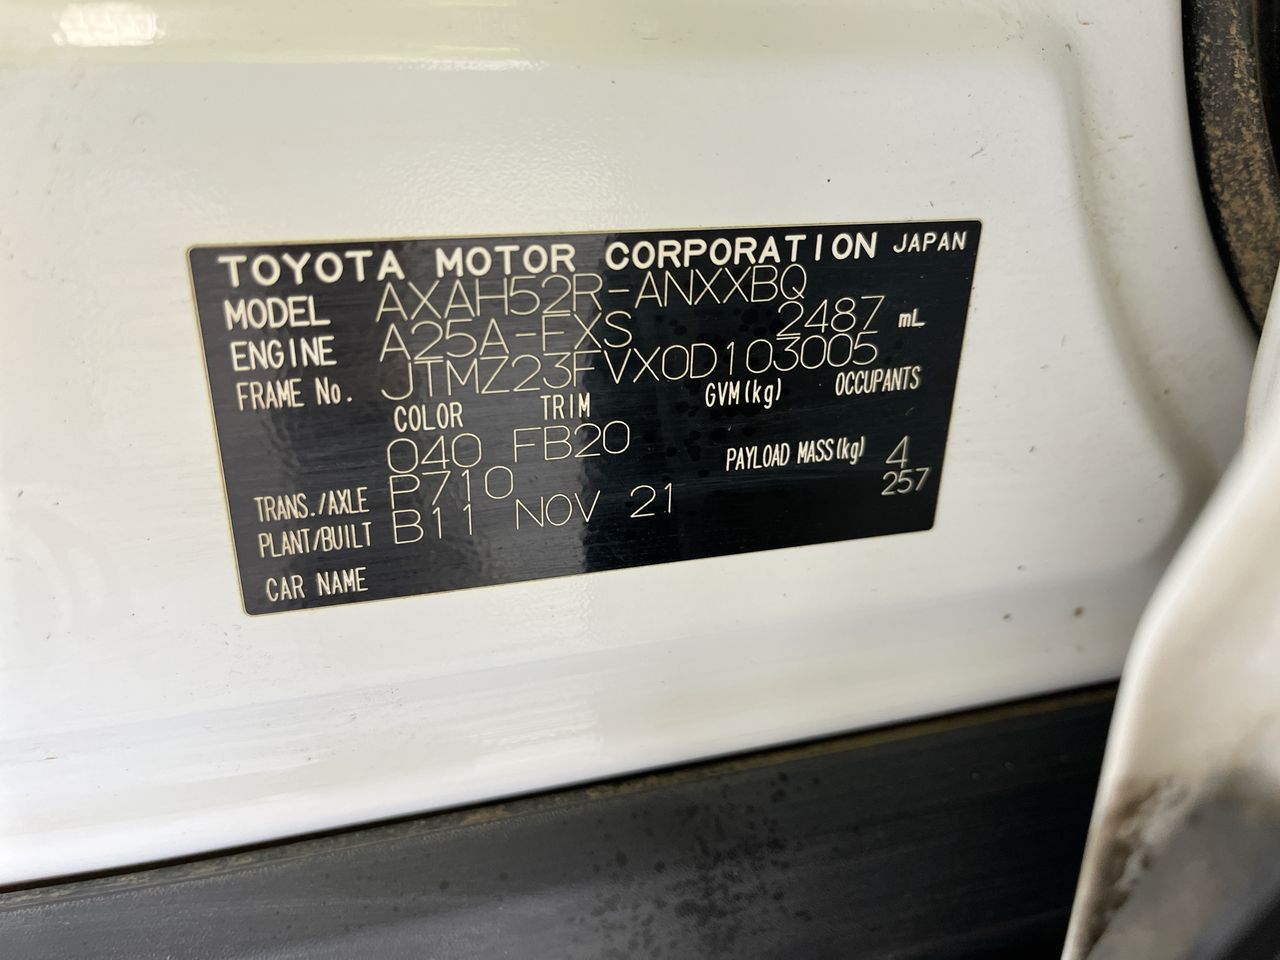 TOYOTA MOTOR CORPORATION JAPAN
MODEL AXAH52R-ANXXBQ
ENGINE A25A-FXS 2487 mL
FRAME No. JTMZ23FVX0D103005
COLOR TRIM GVM(kg) OCCUPANTS
040 FB20 PAYLOAD MASS(kg) 4
TRANS./AXLE P710 257
PLANT/BUILT B11 NOV 21
CAR NAME